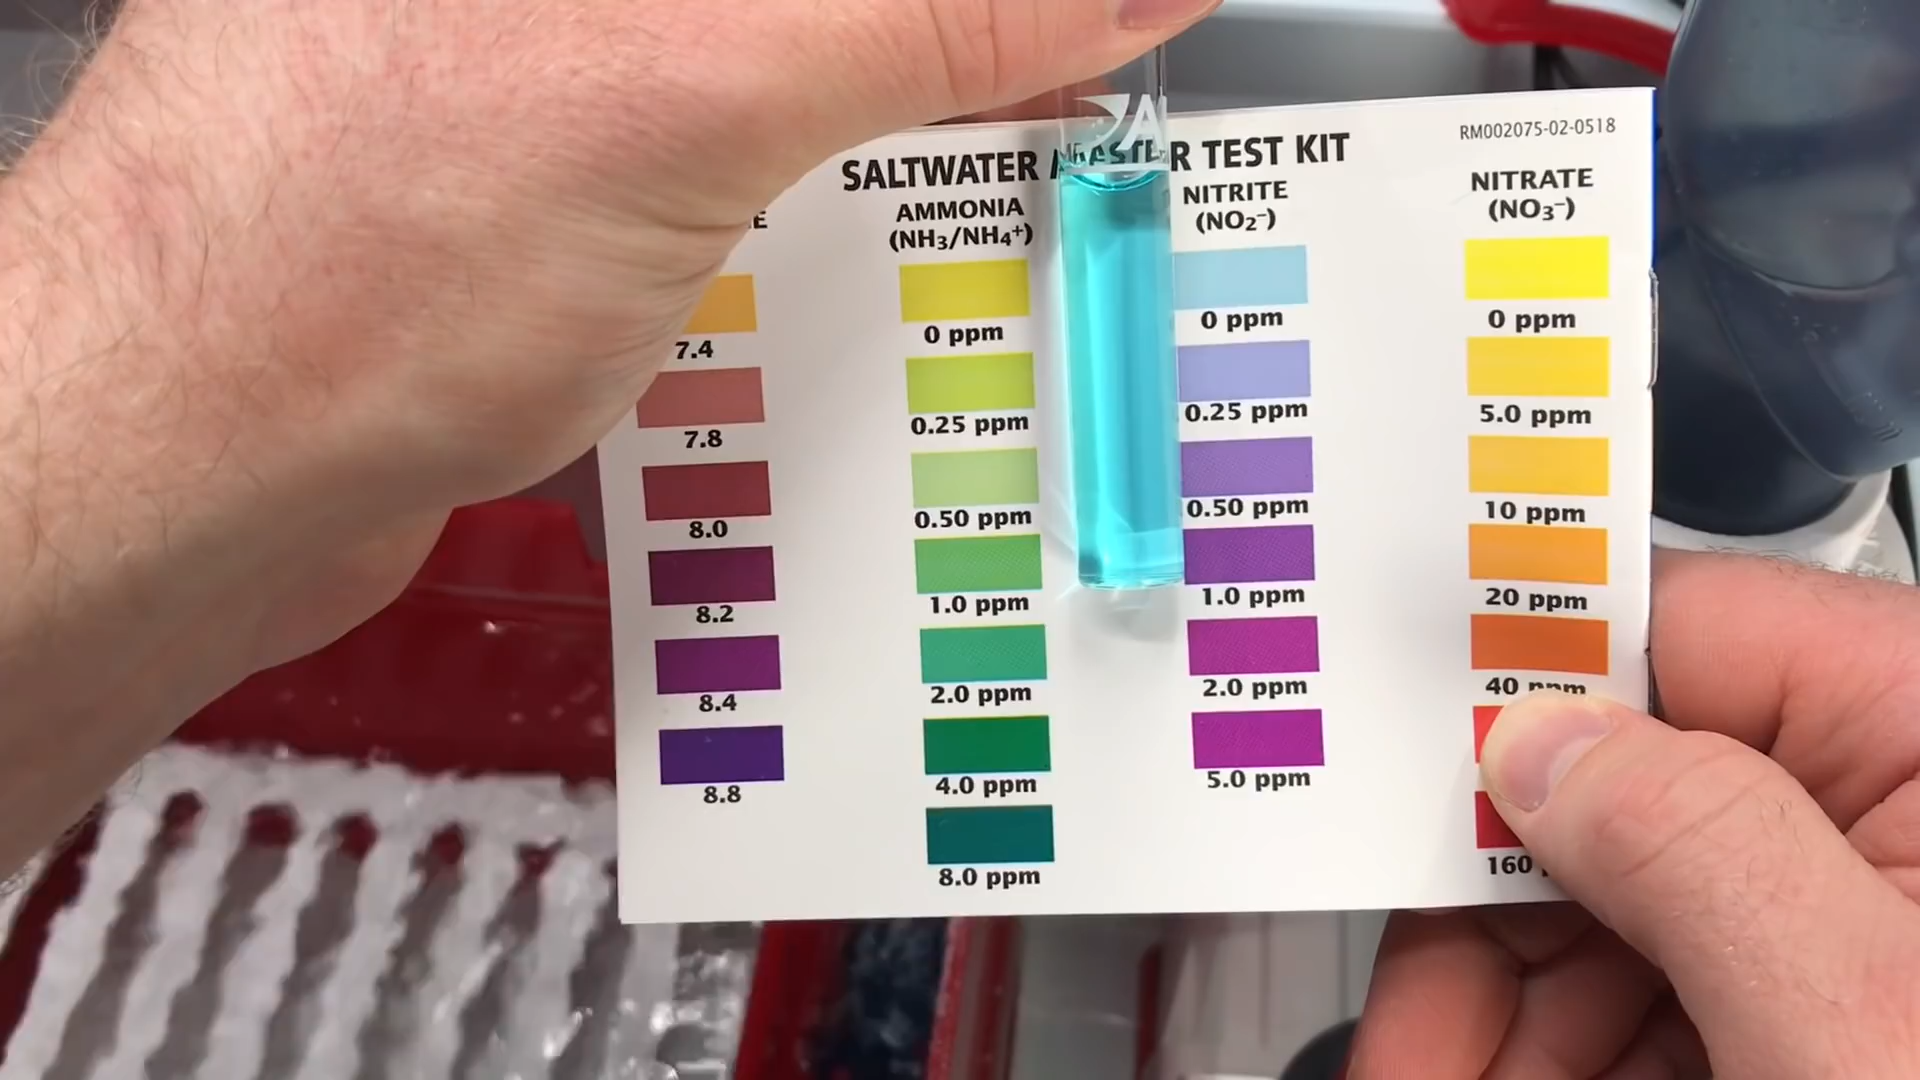 RM002075-02-0518
SALTWATER MASTER TEST KIT
AMMONIA
(NH₃/NH₄⁺)
0 ppm
0.25 ppm
0.50 ppm
1.0 ppm
2.0 ppm
4.0 ppm
8.0 ppm
NITRITE
(NO₂⁻)
0 ppm
0.25 ppm
0.50 ppm
1.0 ppm
2.0 ppm
5.0 ppm
NITRATE
(NO₃⁻)
0 ppm
5.0 ppm
10 ppm
20 ppm
40 ppm
160
E
7.4
7.8
8.0
8.2
8.4
8.8
A